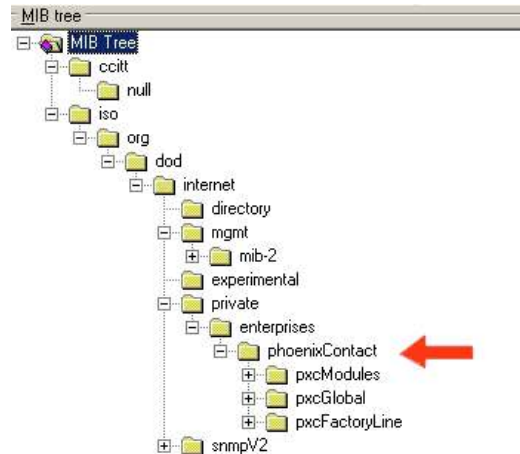 MIB tree
MIB Tree
ccitt
null
iso
org
dod
internet
directory
mgmt
mib-2
experimental
private
enterprises
phoenixContact
pxcModules
pxcGlobal
pxcFactoryLine
snmpV2